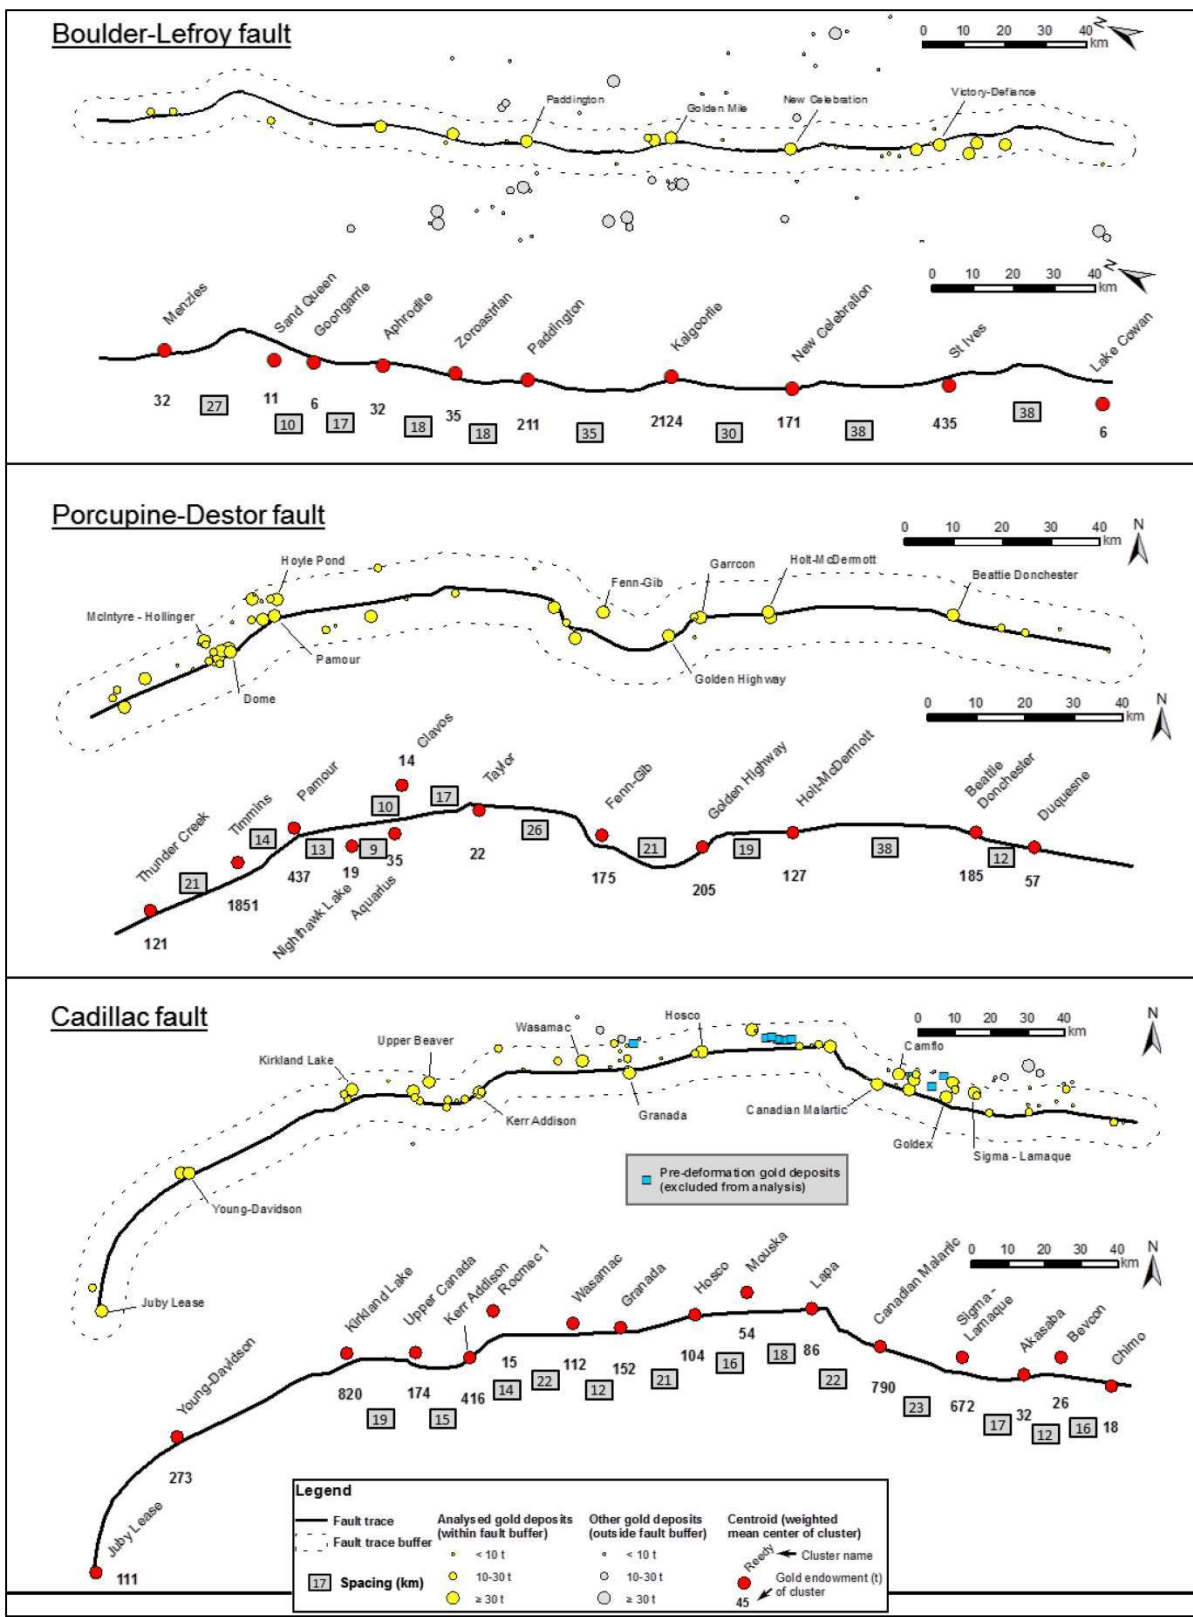 Boulder-Lefroy fault
0 10 20 30 40
km
N
Paddington
Golden Mile
New Celebration
Victory-Defiance
0 10 20 30 40
km
N
Menzies
Sand Queen
Goongarrie
Aphrodite
Zoroastrian
Paddington
Kalgoorlie
New Celebration
St Ives
Lake Cowan
32 27 11 10 6 17 32 18 35 18 211 35 2124 30 171 38 435 38 6
Porcupine-Destor fault
0 10 20 30 40
km
N
Hoyle Pond
McIntyre - Hollinger
Pamour
Dome
Fenn-Gib
Garrcon
Holt-McDermott
Golden Highway
Beattie Donchester
0 10 20 30 40
km
N
Thunder Creek
Timmins
Pamour
Clavos
Taylor
Fenn-Gib
Golden Highway
Holt-McDermott
Beattie
Donchester
Duquesne
Nighthawk Lake
Aquarius
14
10 17
14 13 9 35 26 21 19 38 12
21 1851 437 19 22 175 205 127 185 57
121
Cadillac fault
0 10 20 30 40
km
N
Kirkland Lake
Upper Beaver
Wasamac
Hosco
Camflo
Kerr Addison
Granada
Canadian Malartic
Goldex
Sigma - Lamaque
Young-Davidson
Juby Lease
Pre-deformation gold deposits
(excluded from analysis)
0 10 20 30 40
km
N
Juby Lease
Young-Davidson
Kirkland Lake
Upper Canada
Kerr Addison
Rocmec 1
Wasamac
Granada
Hosco
Mouska
Lapa
Canadian Malartic
Sigma -
Lamaque
Akasaba
Bevcon
Chimo
111
273
820 19 174 15 416 15 14 22 112 12 152 21 104 16 54 18 86 22 790 23 672 17 32 12 26 16 18
Legend
Fault trace
Fault trace buffer
17 Spacing (km)
Analysed gold deposits
(within fault buffer)
< 10 t
10-30 t
≥ 30 t
Other gold deposits
(outside fault buffer)
< 10 t
10-30 t
≥ 30 t
Centroid (weighted
mean center of cluster)
Reedy
Cluster name
Gold endowment (t)
of cluster
45